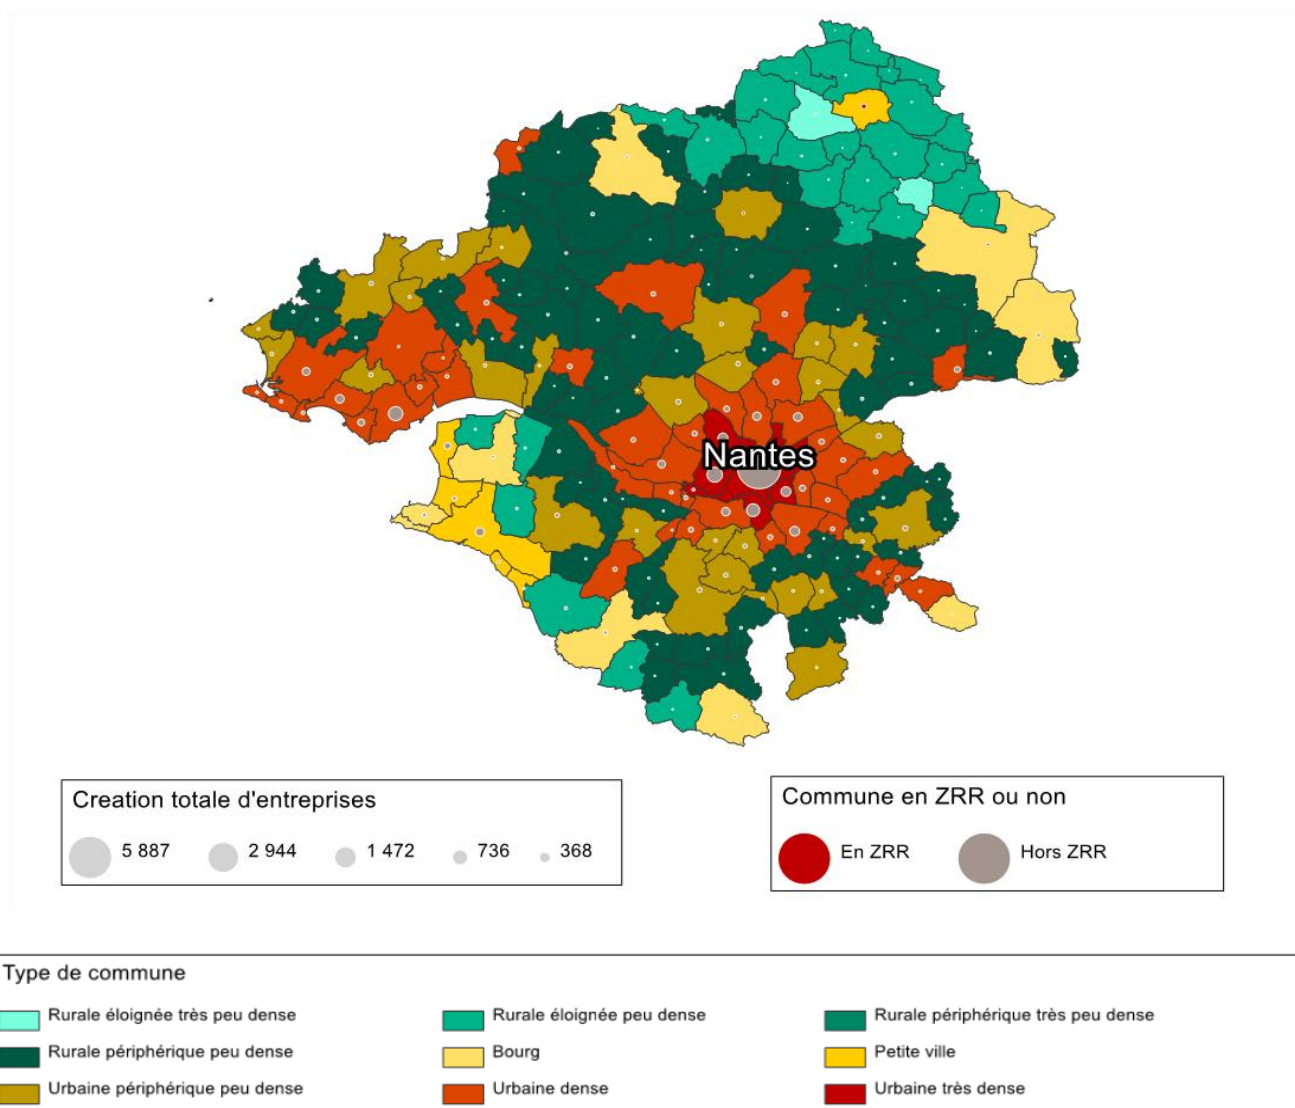 Nantes
Creation totale d'entreprises
5 887 2 944 1 472 736 368
Commune en ZRR ou non
En ZRR Hors ZRR
Type de commune
Rurale éloignée très peu dense Rurale éloignée peu dense Rurale périphérique très peu dense
Rurale périphérique peu dense Bourg Petite ville
Urbaine périphérique peu dense Urbaine dense Urbaine très dense